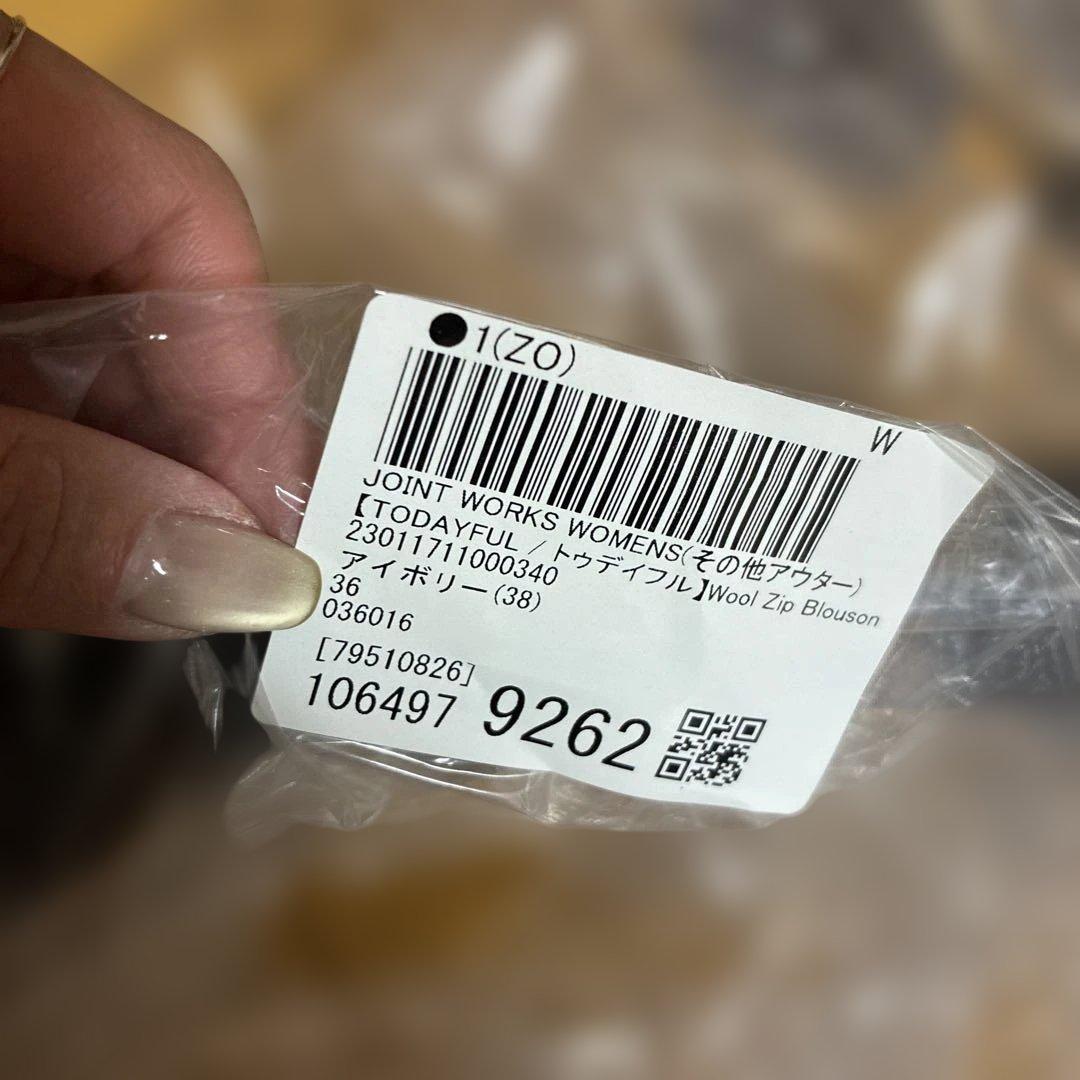 ●1(ZO)
W
JOINT WORKS WOMENS(その他アウター)
【TODAYFUL / トゥデイフル】Wool Zip Blouson
23011711000340
アイボリー(38)
36
036016
[79510826]
106497 9262